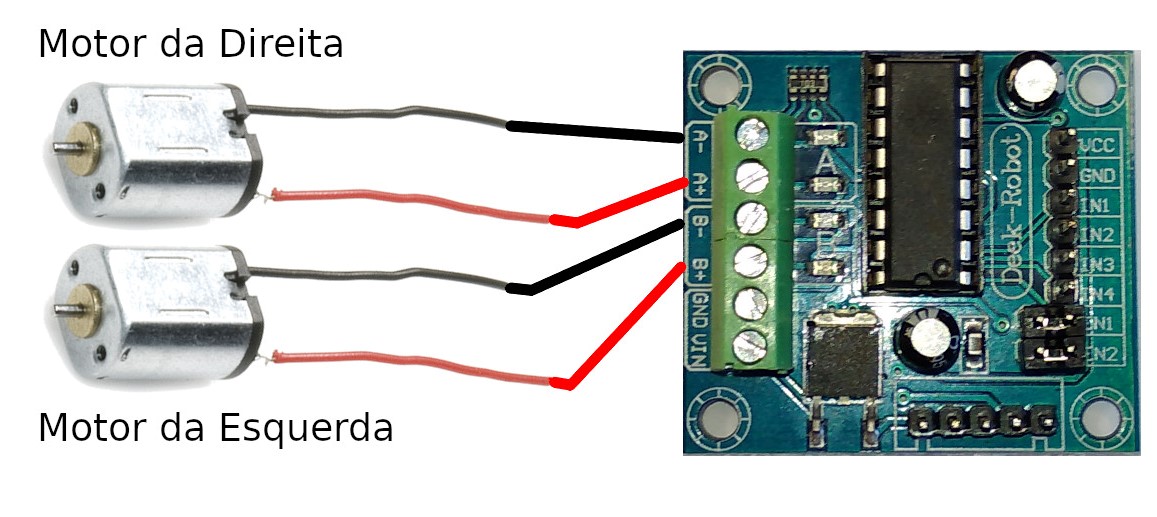 Motor da Direita
Motor da Esquerda
A-
A+
B-
B+
GND
VIN
A
B
Deek-Robot
VCC
GND
IN1
IN2
IN3
IN4
EN1
EN2